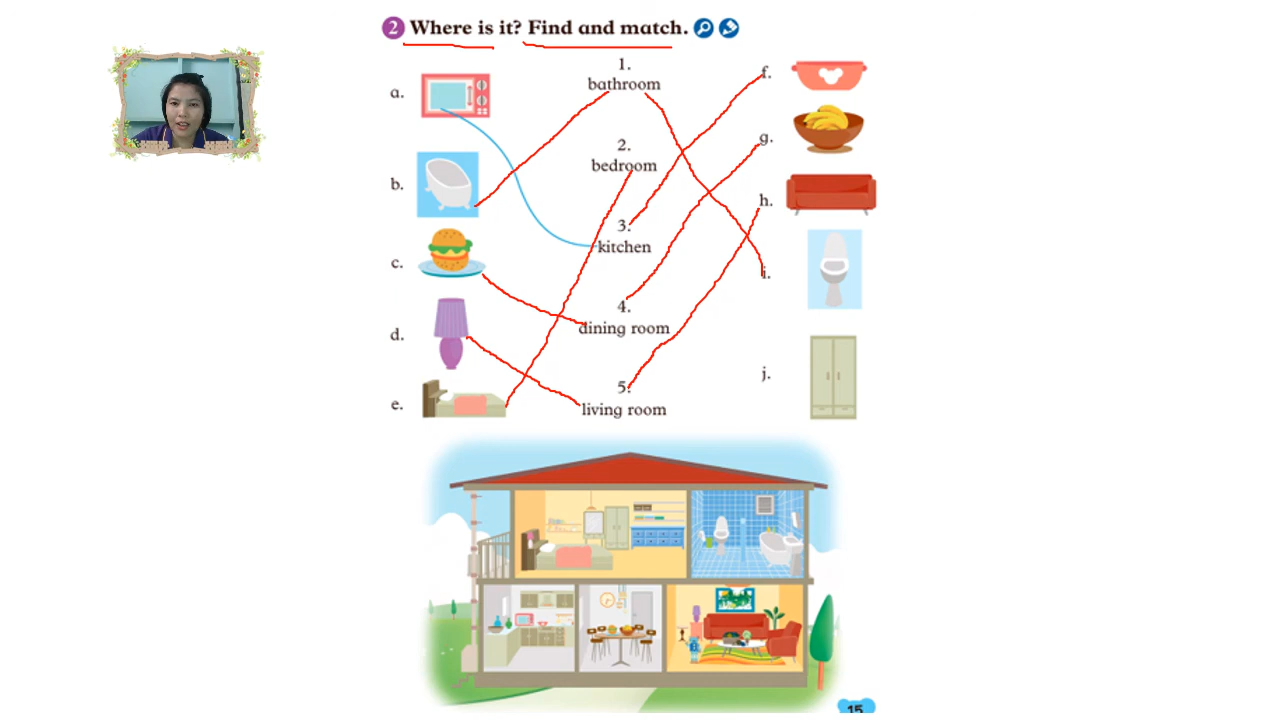 2 Where is it? Find and match.
a.
b.
c.
d.
e.
1.
bathroom
2.
bedroom
3.
kitchen
4.
dining room
5.
living room
f.
g.
h.
i.
j.
15